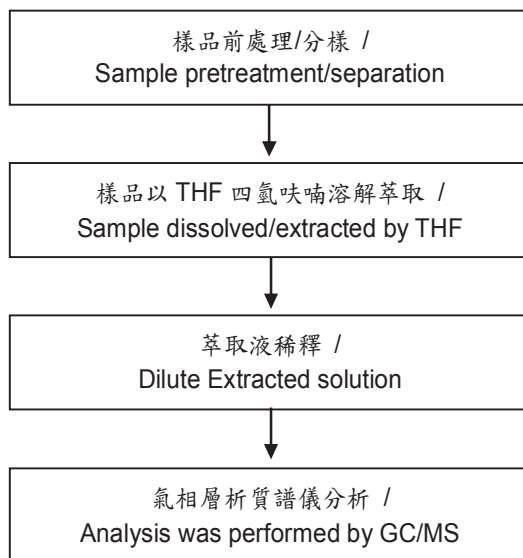 樣品前處理/分樣 /
Sample pretreatment/separation
樣品以 THF 四氫呋喃溶解萃取 /
Sample dissolved/extracted by THF
萃取液稀釋 /
Dilute Extracted solution
氣相層析質譜儀分析 /
Analysis was performed by GC/MS